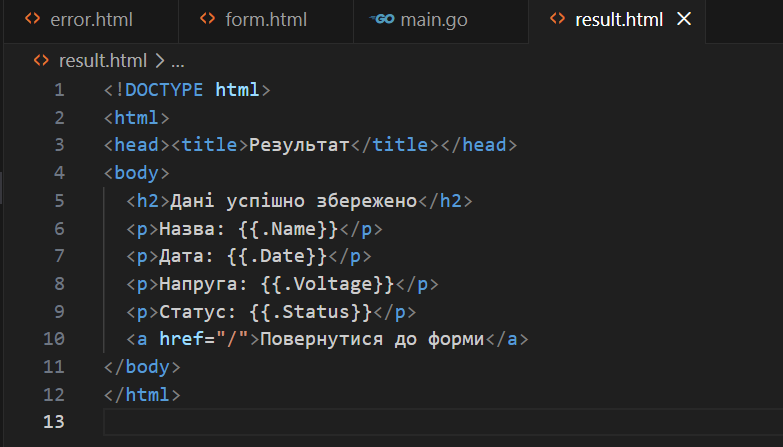 error.html form.html GO main.go result.html
result.html > ...
1 <!DOCTYPE html>
2 <html>
3 <head><title>Результат</title></head>
4 <body>
5   <h2>Дані успішно збережено</h2>
6   <p>Назва: {{.Name}}</p>
7   <p>Дата: {{.Date}}</p>
8   <p>Напруга: {{.Voltage}}</p>
9   <p>Статус: {{.Status}}</p>
10   <a href="/">Повернутися до форми</a>
11 </body>
12 </html>
13